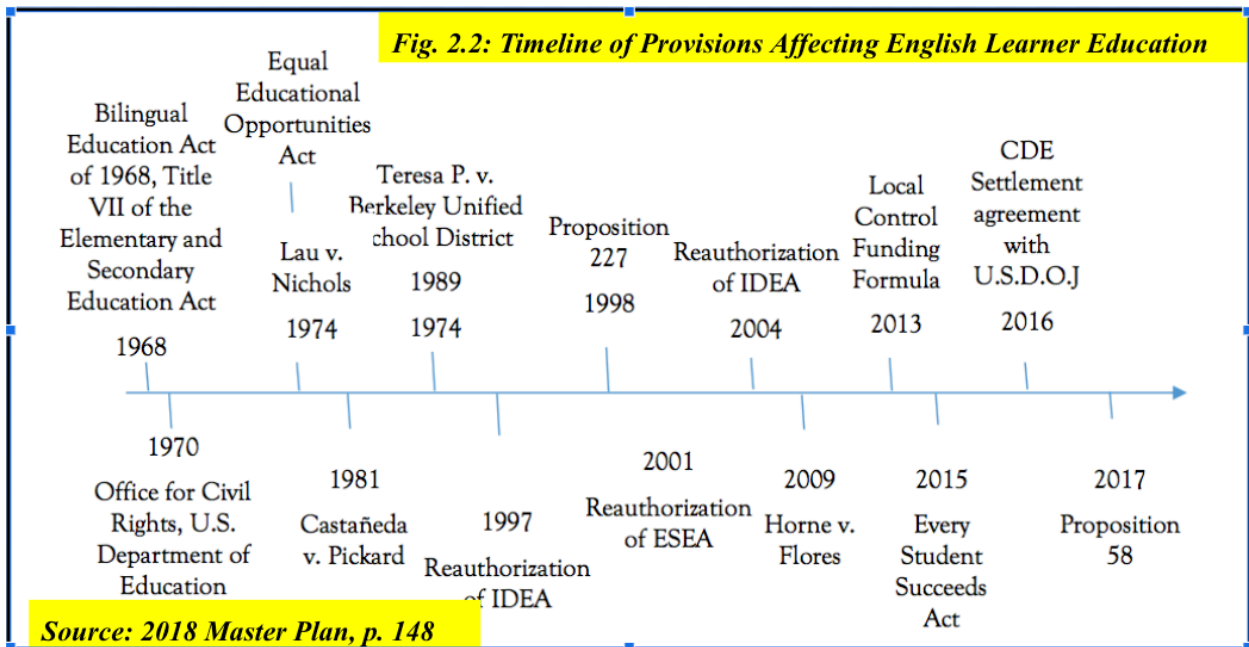 Fig. 2.2: Timeline of Provisions Affecting English Learner Education
Bilingual
Education Act
of 1968, Title
VII of the
Elementary and
Secondary
Education Act
1968
Equal
Educational
Opportunities
Act
Lau v.
Nichols
1974
Teresa P. v.
Berkeley Unified
chool District
1989
1974
Proposition
227
1998
Reauthorization
of IDEA
2004
Local
Control
Funding
Formula
2013
CDE
Settlement
agreement
with
U.S.D.O.J
2016
1970
Office for Civil
Rights, U.S.
Department of
Education
1981
Castañeda
v. Pickard
1997
Reauthorization
of IDEA
2001
Reauthorization
of ESEA
2009
Horne v.
Flores
2015
Every
Student
Succeeds
Act
2017
Proposition
58
Source: 2018 Master Plan, p. 148